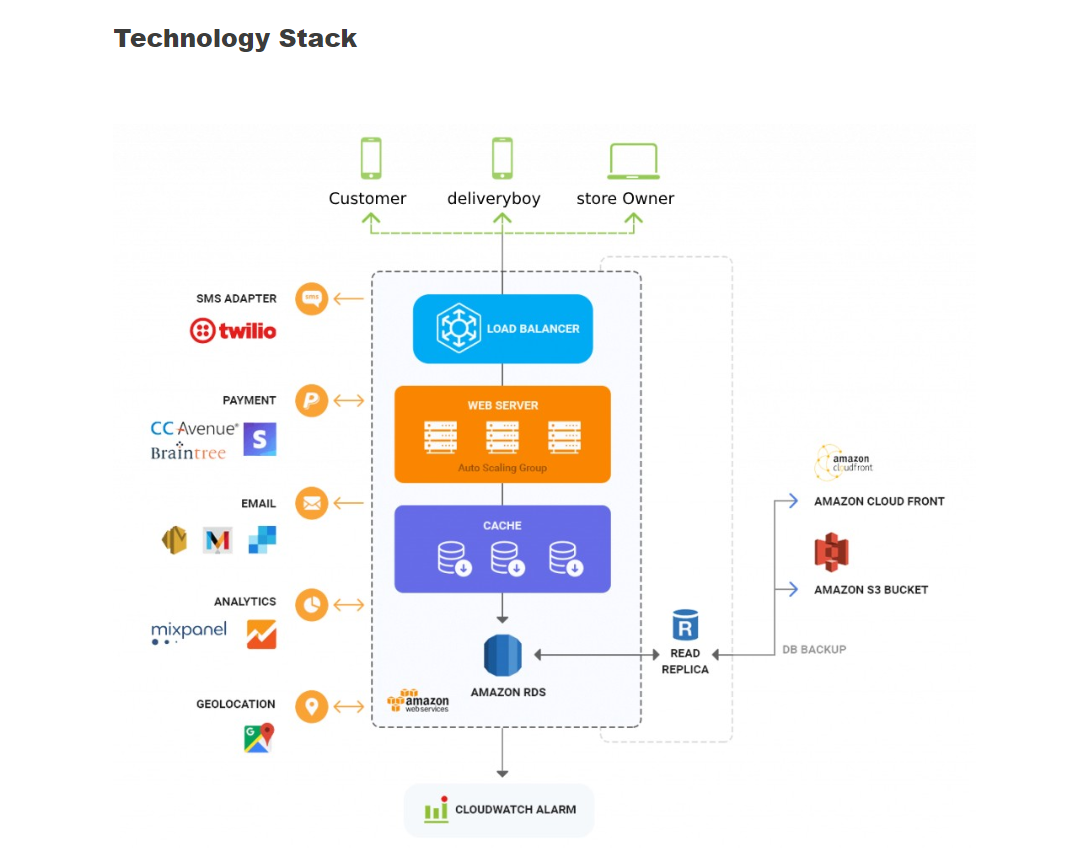 Technology Stack
Customer
deliveryboy
store Owner
SMS ADAPTER
sms
twilio
LOAD BALANCER
PAYMENT
CCAvenue®
Braintree
S
WEB SERVER
Auto Scaling Group
EMAIL
M
CACHE
amazon
cloudfront
AMAZON CLOUD FRONT
AMAZON S3 BUCKET
ANALYTICS
mixpanel
R
READ
REPLICA
DB BACKUP
AMAZON RDS
GEOLOCATION
G
amazon
webservices
CLOUDWATCH ALARM